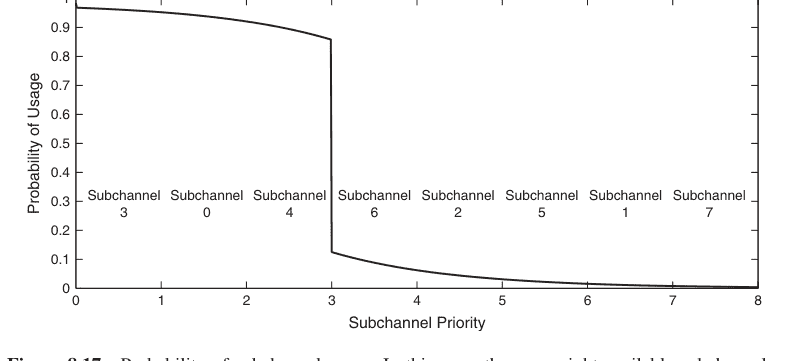 0.9
0.8
0.7
0.6
0.5
0.4
0.3
0.2
0.1
0
Probability of Usage
Subchannel Subchannel Subchannel Subchannel Subchannel Subchannel Subchannel Subchannel
3 0 4 6 2 5 1 7
0 1 2 3 4 5 6 7 8
Subchannel Priority